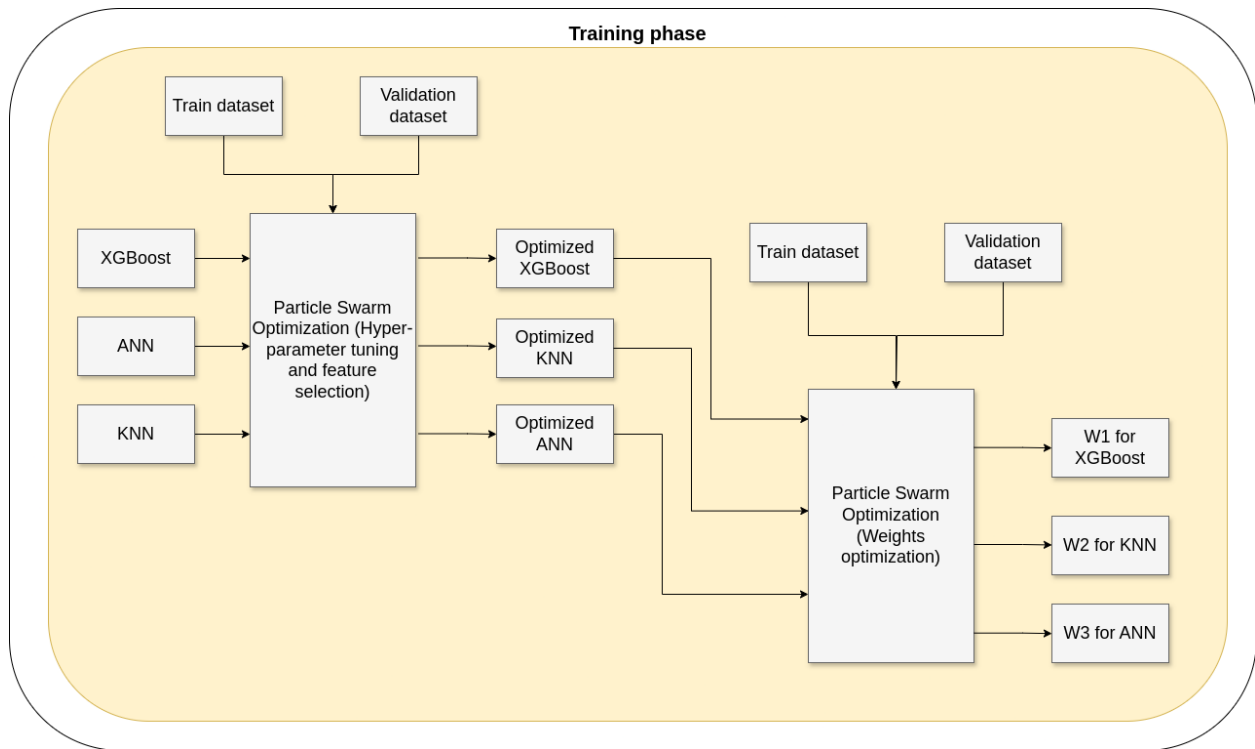 Training phase
Train dataset
Validation
dataset
XGBoost
ANN
KNN
Particle Swarm
Optimization (Hyper-
parameter tuning
and feature
selection)
Optimized
XGBoost
Optimized
KNN
Optimized
ANN
Train dataset
Validation
dataset
Particle Swarm
Optimization
(Weights
optimization)
W1 for
XGBoost
W2 for KNN
W3 for ANN